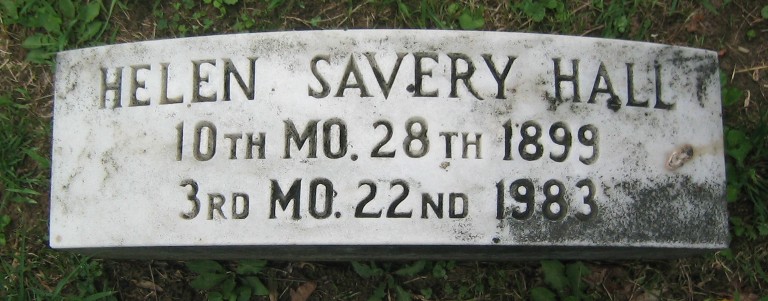 HELEN SAVERY HALL
10TH MO. 28TH 1899
3RD MO. 22ND 1983